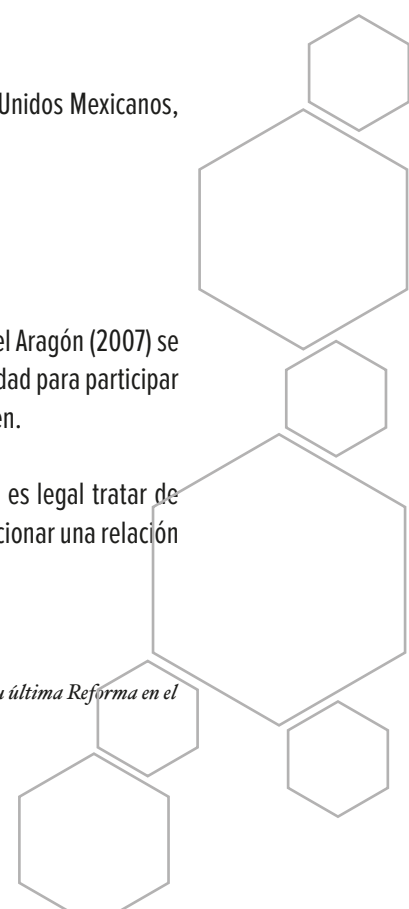 Unidos Mexicanos,
el Aragón (2007) se
dad para participar
en.
es legal tratar de
cionar una relación
u última Reforma en el